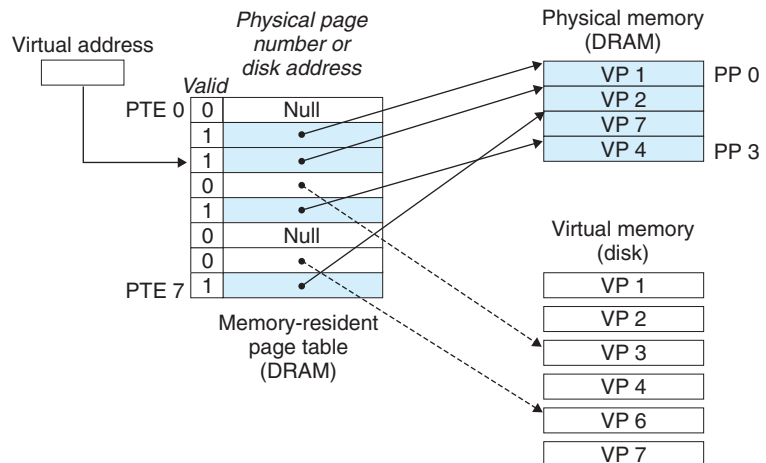 Virtual address
Physical page
number or
disk address
Valid
PTE 0
0
Null
1
1
0
1
0
Null
0
PTE 7
1
Memory-resident
page table
(DRAM)
Physical memory
(DRAM)
VP 1
PP 0
VP 2
VP 7
VP 4
PP 3
Virtual memory
(disk)
VP 1
VP 2
VP 3
VP 4
VP 6
VP 7